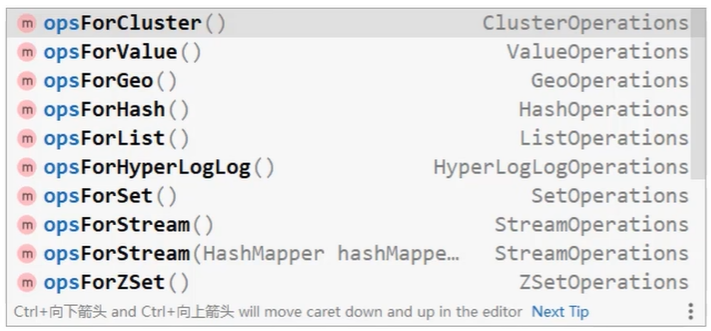 m opsForCluster() ClusterOperations
m opsForValue() ValueOperations
m opsForGeo() GeoOperations
m opsForHash() HashOperations
m opsForList() ListOperations
m opsForHyperLogLog() HyperLogLogOperations
m opsForSet() SetOperations
m opsForStream() StreamOperations
m opsForStream(HashMapper hashMappe… StreamOperations
m opsForZSet() ZSetOperations
Ctrl+向下箭头 and Ctrl+向上箭头 will move caret down and up in the editor Next Tip